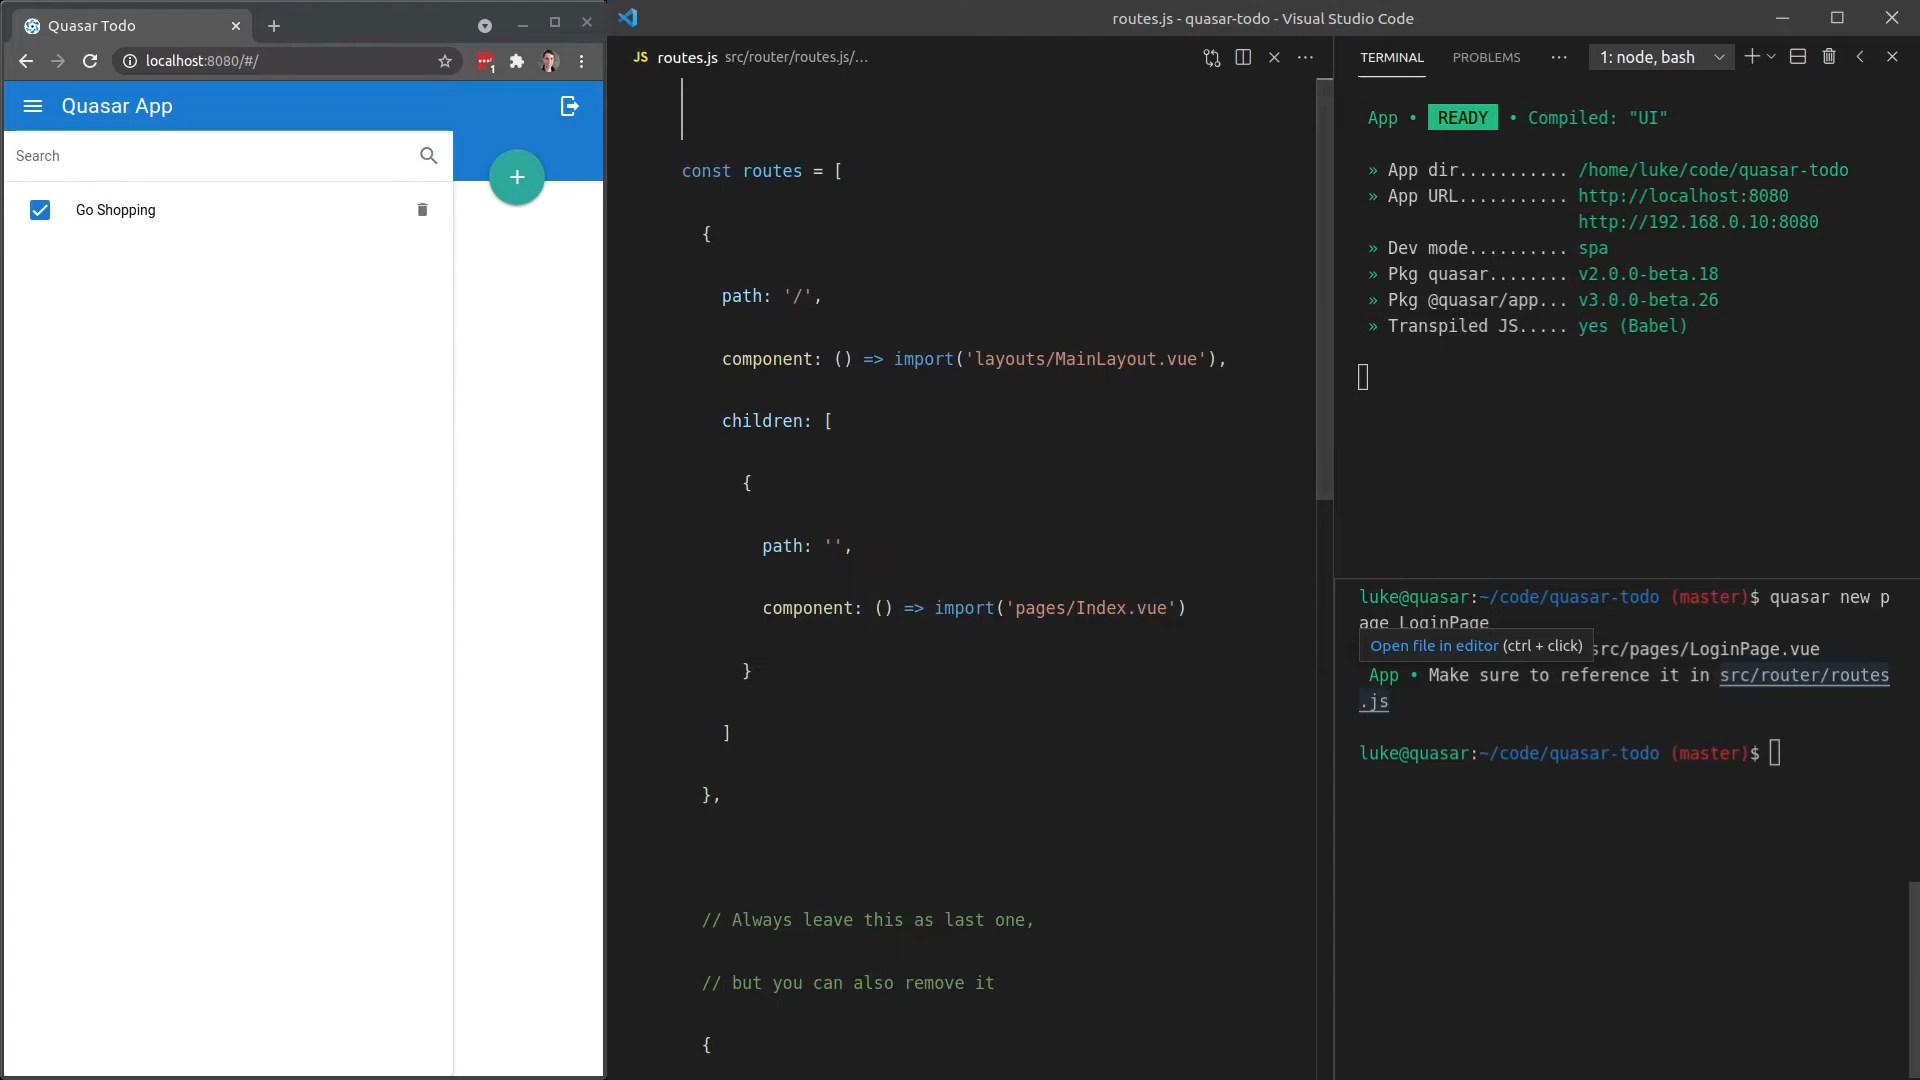 Quasar Todo
localhost:8080/#/
1
Quasar App
Search
Go Shopping
routes.js - quasar-todo - Visual Studio Code
JS routes.js src/router/routes.js/...
const routes = [
{
path: '/',
component: () => import('layouts/MainLayout.vue'),
children: [
{
path: '',
component: () => import('pages/Index.vue')
}
]
},
// Always leave this as last one,
// but you can also remove it
{
TERMINAL PROBLEMS ... 1: node, bash
App • READY • Compiled: "UI"
» App dir........... /home/luke/code/quasar-todo
» App URL........... http://localhost:8080
http://192.168.0.10:8080
» Dev mode.......... spa
» Pkg quasar........ v2.0.0-beta.18
» Pkg @quasar/app... v3.0.0-beta.26
» Transpiled JS..... yes (Babel)
luke@quasar:~/code/quasar-todo (master)$ quasar new p
age LoginPage
Open file in editor (ctrl + click) src/pages/LoginPage.vue
App • Make sure to reference it in src/router/routes
.js
luke@quasar:~/code/quasar-todo (master)$